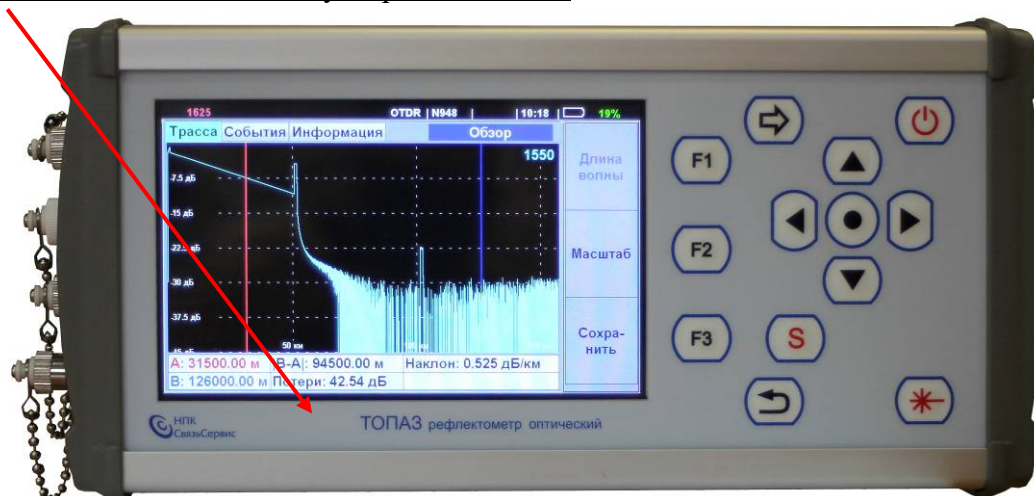 1625 OTDR |N948 | |10:18| 19%
Трасса События Информация Обзор
1550
-7.5 дБ
-15 дБ
-22.5 дБ
-30 дБ
-37.5 дБ
50 км
A: 31500.00 м B-A|: 94500.00 м Наклон: 0.525 дБ/км
B: 126000.00 м Потери: 42.54 дБ
Длина
волны
Масштаб
Сохра-
нить
F1
F2
F3
S
НПК
СвязьСервис
ТОПАЗ рефлектометр оптический